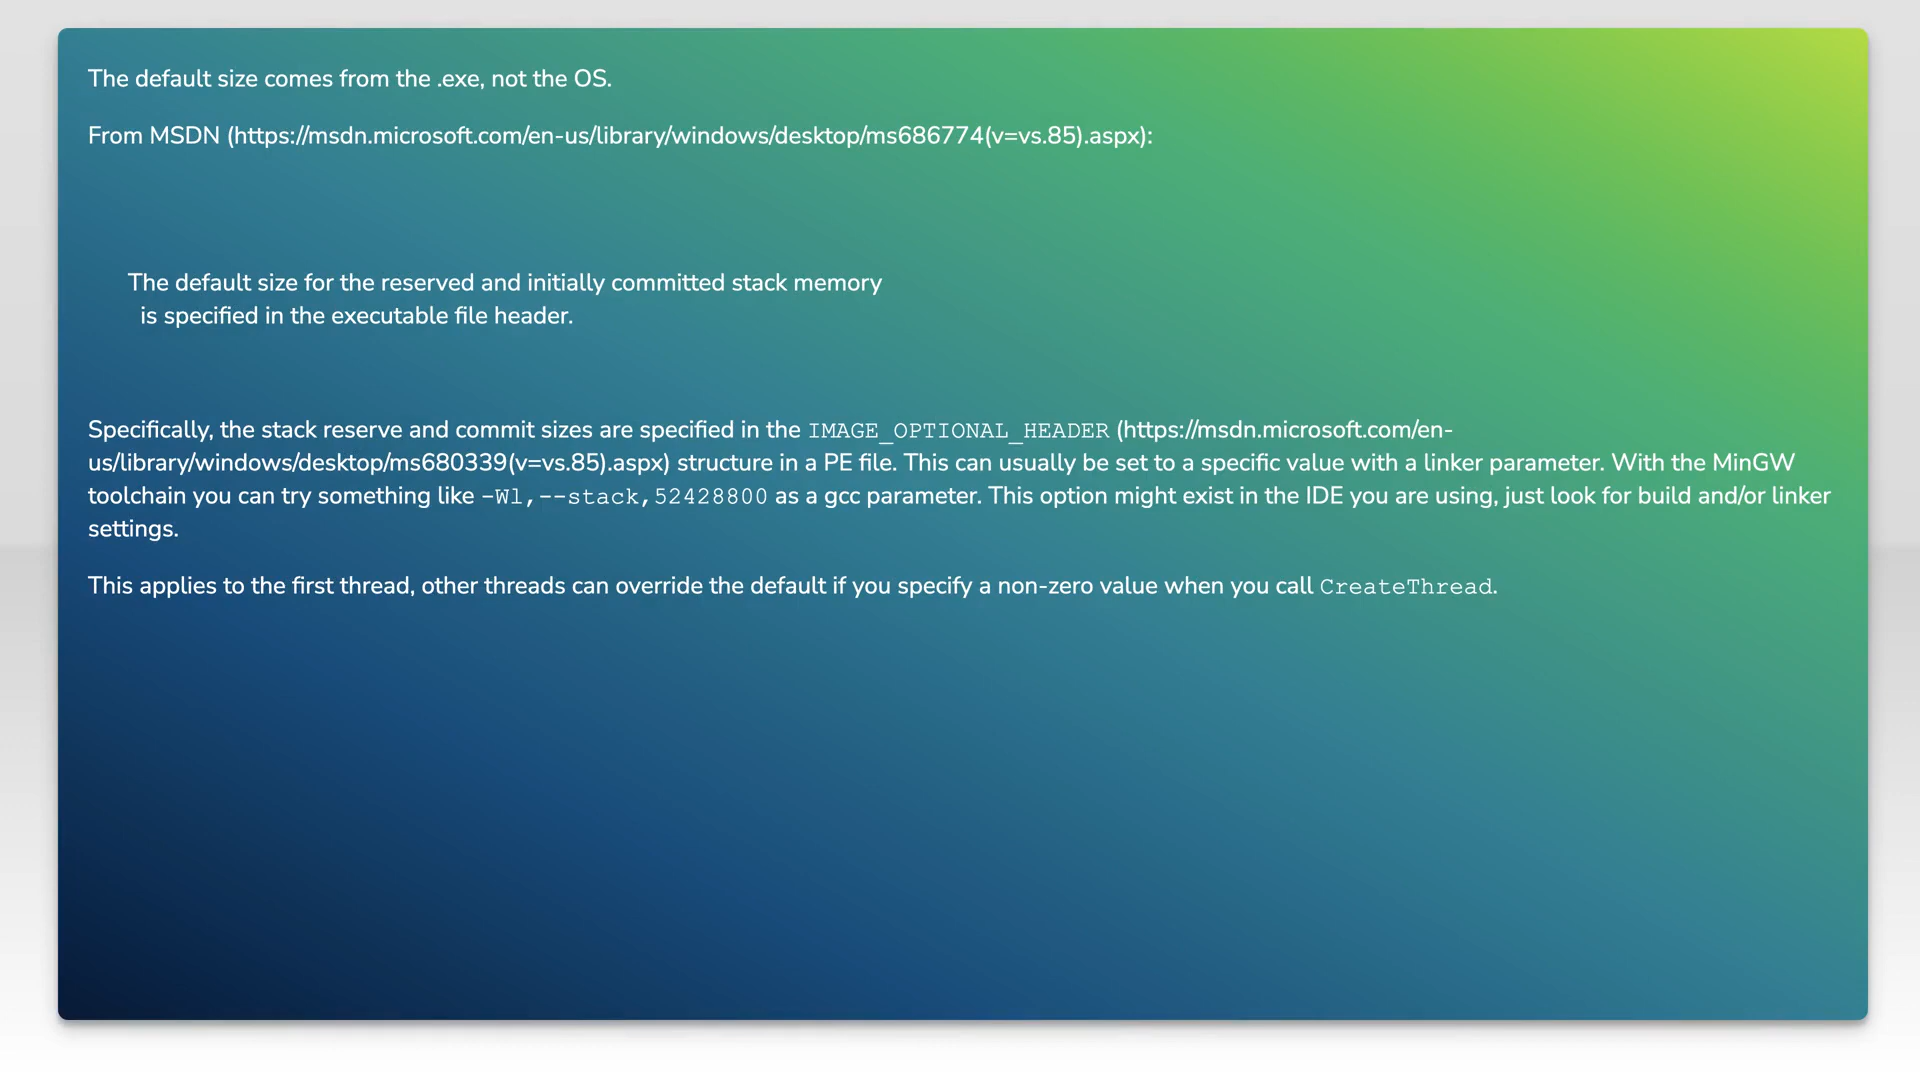 The default size comes from the .exe, not the OS.
From MSDN (https://msdn.microsoft.com/en-us/library/windows/desktop/ms686774(v=vs.85).aspx):
The default size for the reserved and initially committed stack memory
is specified in the executable file header.
Specifically, the stack reserve and commit sizes are specified in the IMAGE_OPTIONAL_HEADER (https://msdn.microsoft.com/en-
us/library/windows/desktop/ms680339(v=vs.85).aspx) structure in a PE file. This can usually be set to a specific value with a linker parameter. With the MinGW
toolchain you can try something like -Wl,--stack,52428800 as a gcc parameter. This option might exist in the IDE you are using, just look for build and/or linker
settings.
This applies to the first thread, other threads can override the default if you specify a non-zero value when you call CreateThread.